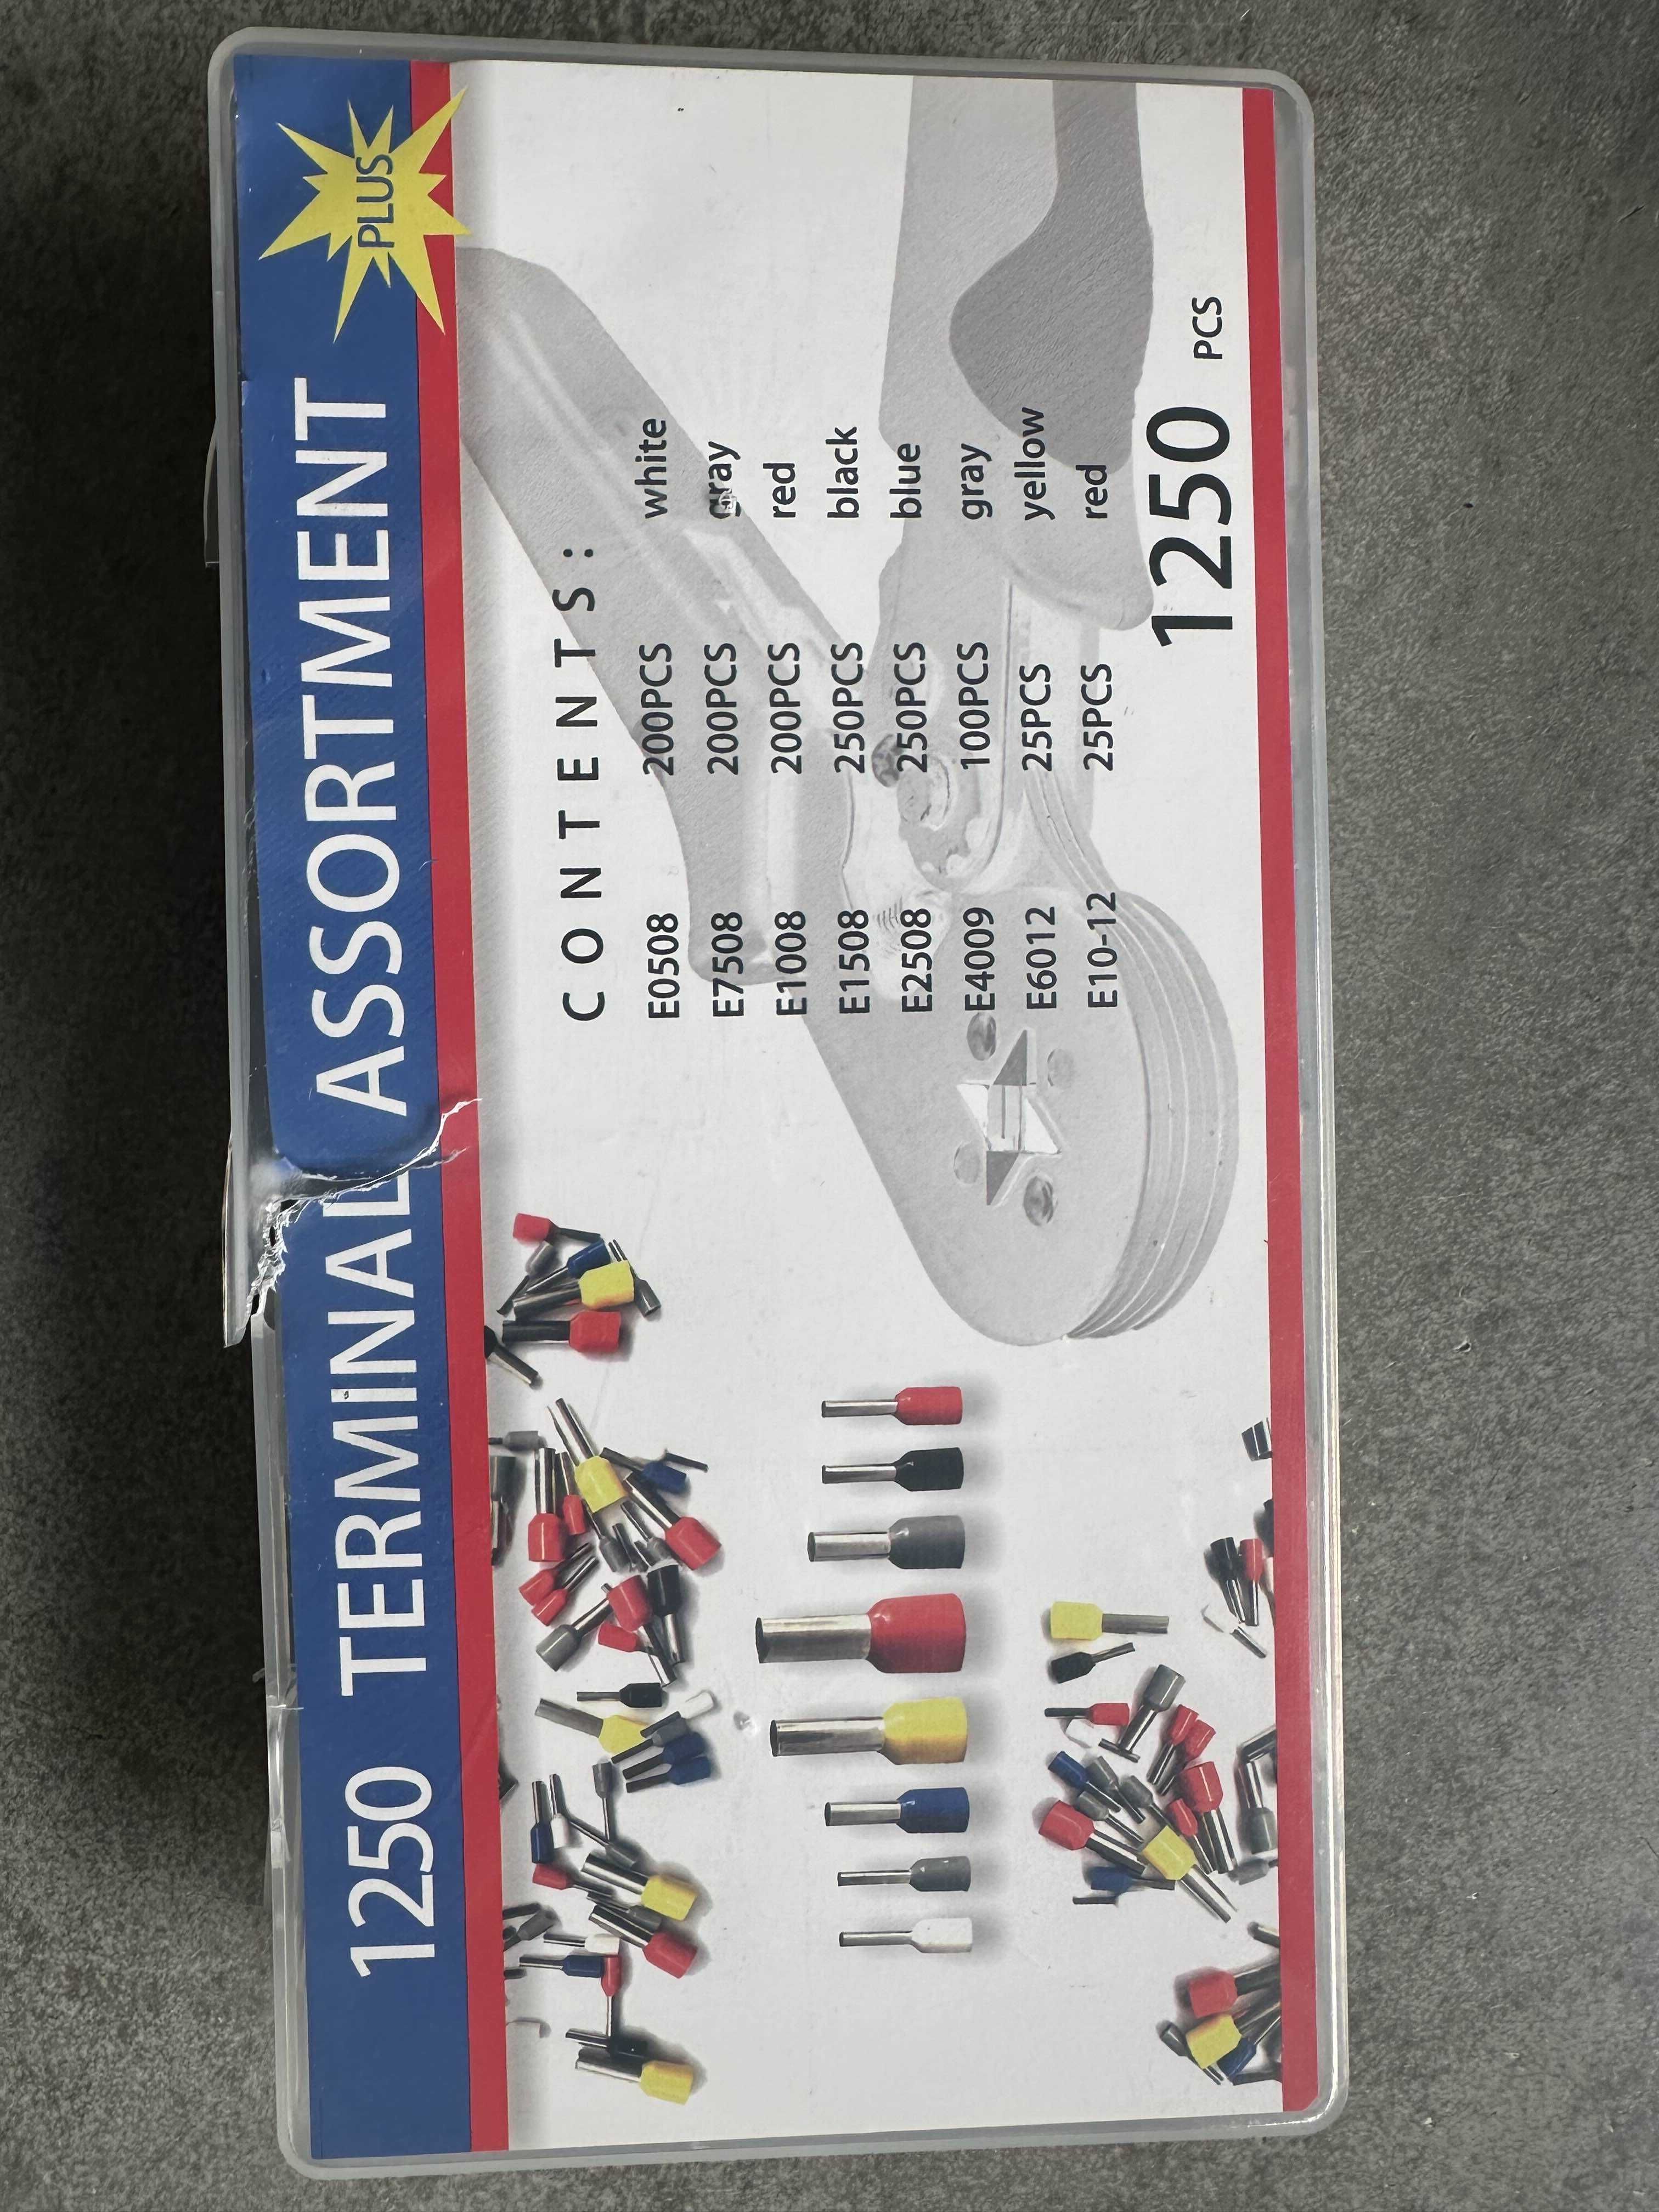 1250 TERMINAL ASSORTMENT
PLUS
CONTENTS:
E0508 200PCS white
E7508 200PCS gray
E1008 200PCS red
E1508 250PCS black
E2508 250PCS blue
E4009 100PCS gray
E6012 25PCS yellow
E10-12 25PCS red
1250 PCS